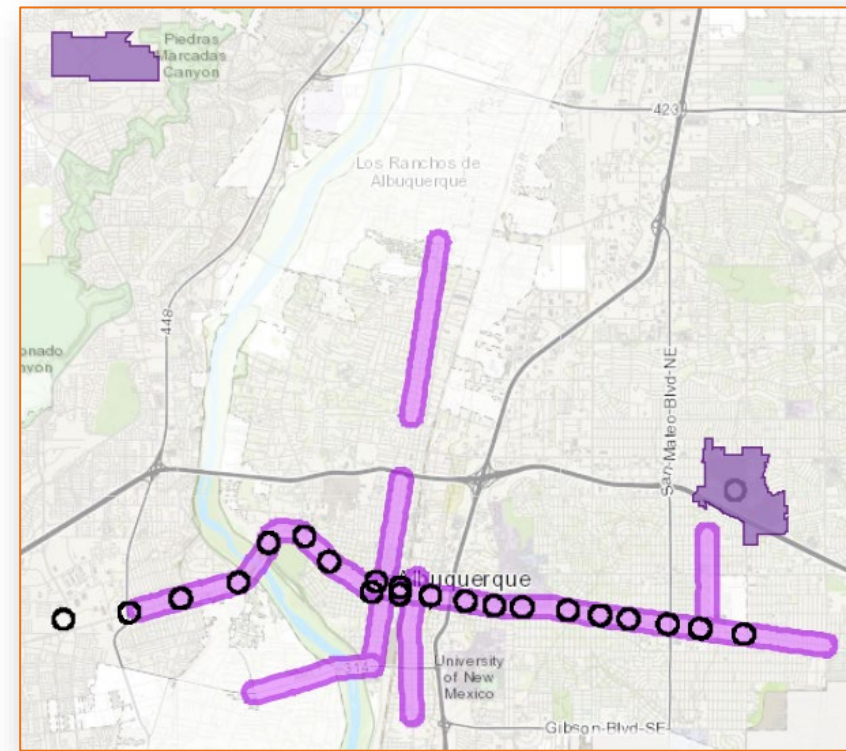 Piedras
Marcadas
Canyon
423
Los Ranchos de
Albuquerque
448
onado
nyon
San-Mateo-Blvd-NE
Albuquerque
314
University
of New
Mexico
Gibson-Blvd-SE